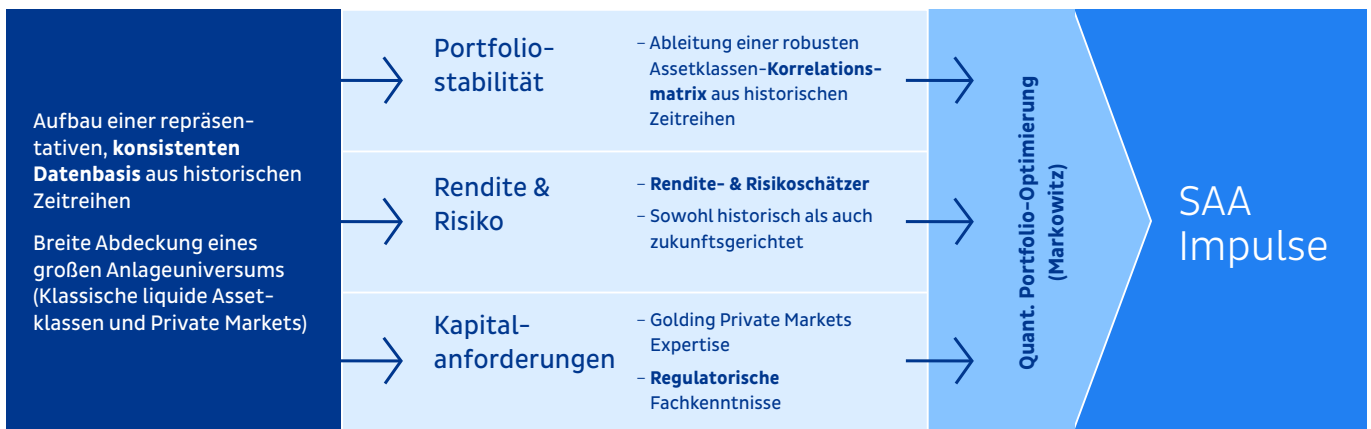 Aufbau einer repräsen-
tativen, konsistenten
Datenbasis aus historischen
Zeitreihen
Breite Abdeckung eines
großen Anlageuniversums
(Klassische liquide Asset-
klassen und Private Markets)
Portfolio-
stabilität
– Ableitung einer robusten
Assetklassen-Korrelations-
matrix aus historischen
Zeitreihen
Rendite &
Risiko
– Rendite- & Risikoschätzer
– Sowohl historisch als auch
zukunftsgerichtet
Kapital-
anforderungen
– Golding Private Markets
Expertise
– Regulatorische
Fachkenntnisse
Quant. Portfolio-Optimierung
(Markowitz)
SAA
Impulse